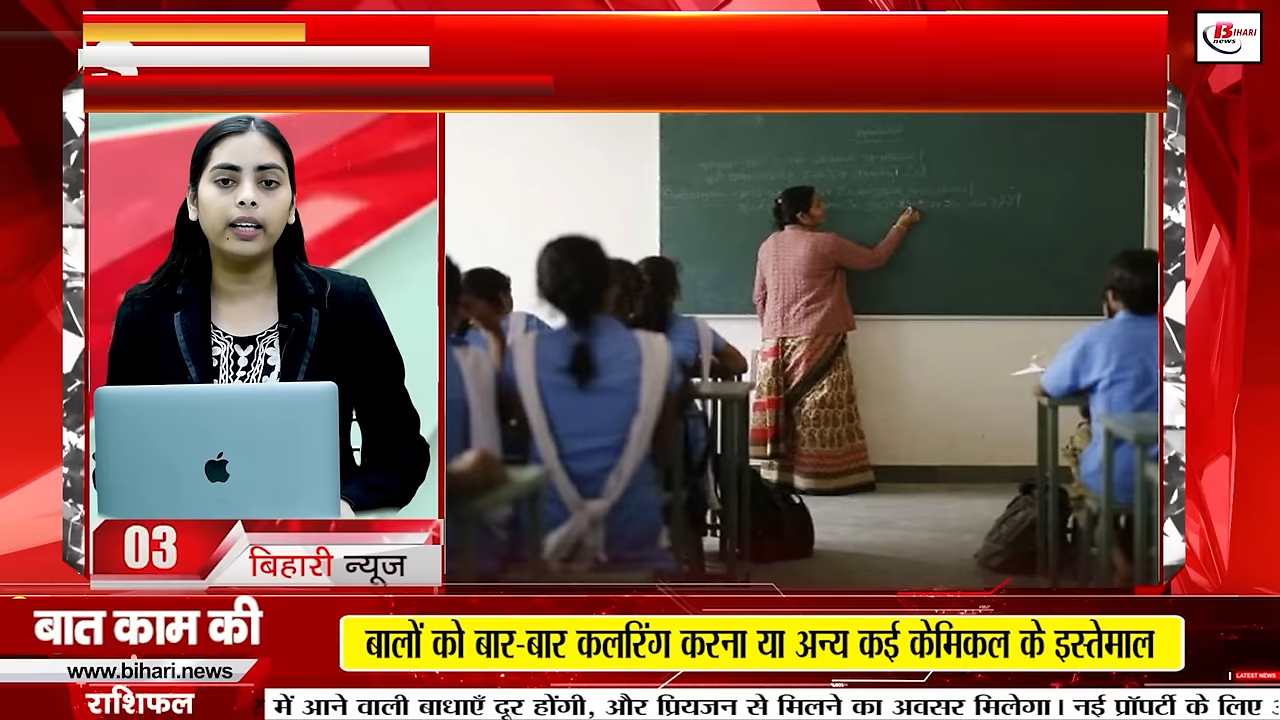 BIHARI
news
03
बिहारी न्यूज
बात काम की
www.bihari.news
बालों को बार-बार कलरिंग करना या अन्य कई केमिकल के इस्तेमाल
LATEST NEWS
राशिफल
में आने वाली बाधाएँ दूर होंगी, और प्रियजन से मिलने का अवसर मिलेगा। नई प्रॉपर्टी के लिए